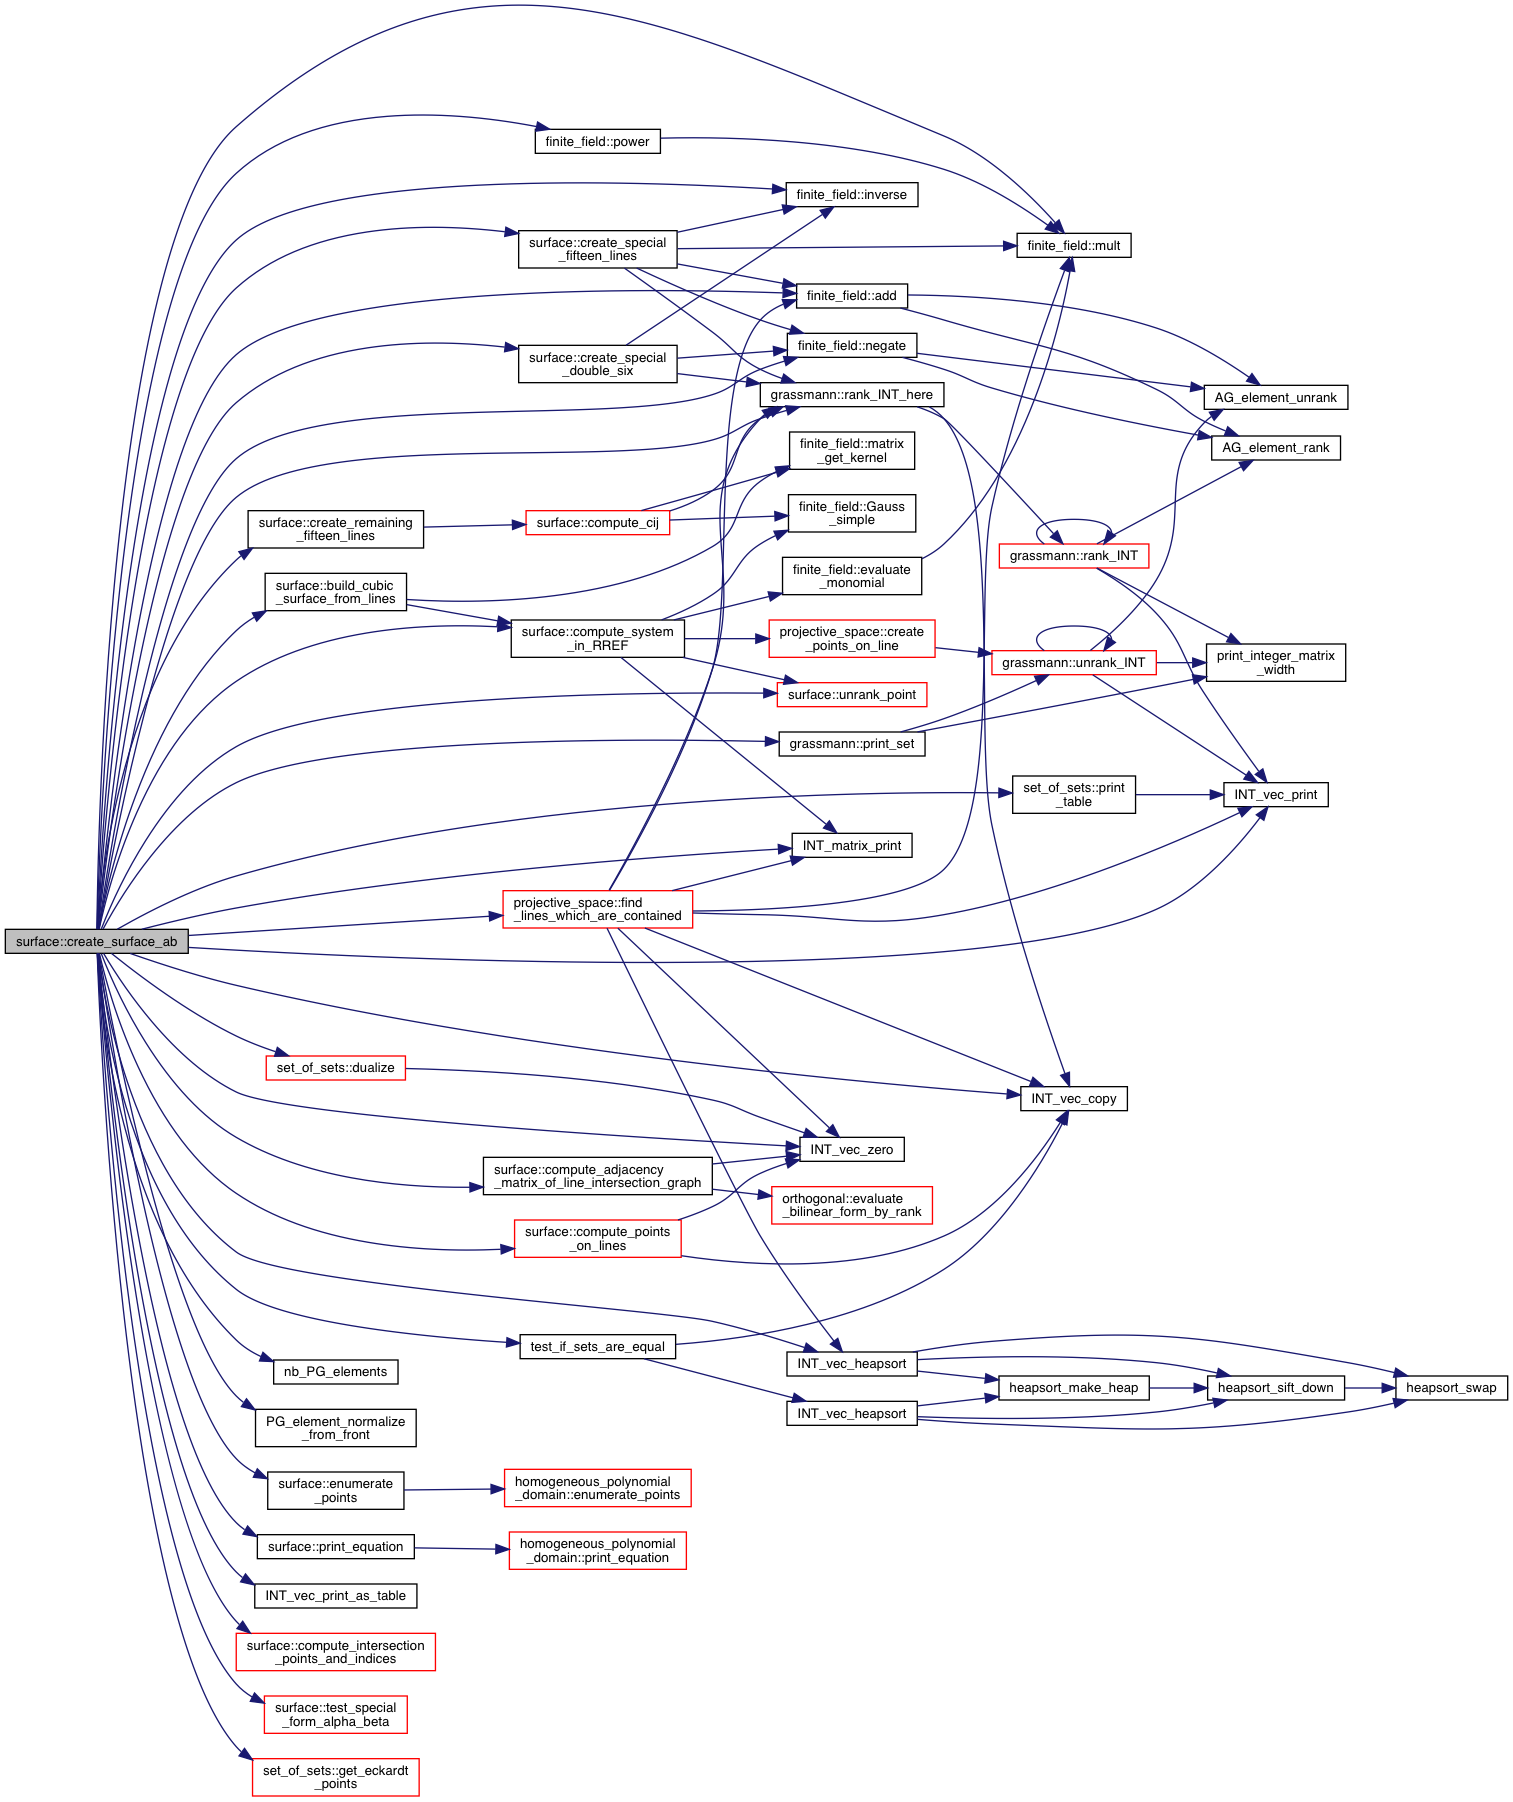 finite_field::power
finite_field::inverse
surface::create_special
_fifteen_lines
finite_field::mult
finite_field::add
finite_field::negate
surface::create_special
_double_six
grassmann::rank_INT_here
AG_element_unrank
finite_field::matrix
_get_kernel
AG_element_rank
finite_field::Gauss
_simple
surface::create_remaining
_fifteen_lines
surface::compute_cij
grassmann::rank_INT
finite_field::evaluate
_monomial
surface::build_cubic
_surface_from_lines
surface::compute_system
_in_RREF
projective_space::create
_points_on_line
grassmann::unrank_INT
print_integer_matrix
_width
surface::unrank_point
grassmann::print_set
set_of_sets::print
_table
INT_vec_print
INT_matrix_print
projective_space::find
_lines_which_are_contained
surface::create_surface_ab
set_of_sets::dualize
INT_vec_copy
INT_vec_zero
surface::compute_adjacency
_matrix_of_line_intersection_graph
orthogonal::evaluate
_bilinear_form_by_rank
surface::compute_points
_on_lines
test_if_sets_are_equal
INT_vec_heapsort
nb_PG_elements
heapsort_make_heap
heapsort_sift_down
heapsort_swap
INT_vec_heapsort
PG_element_normalize
_from_front
surface::enumerate
_points
homogeneous_polynomial
_domain::enumerate_points
surface::print_equation
homogeneous_polynomial
_domain::print_equation
INT_vec_print_as_table
surface::compute_intersection
_points_and_indices
surface::test_special
_form_alpha_beta
set_of_sets::get_eckardt
_points